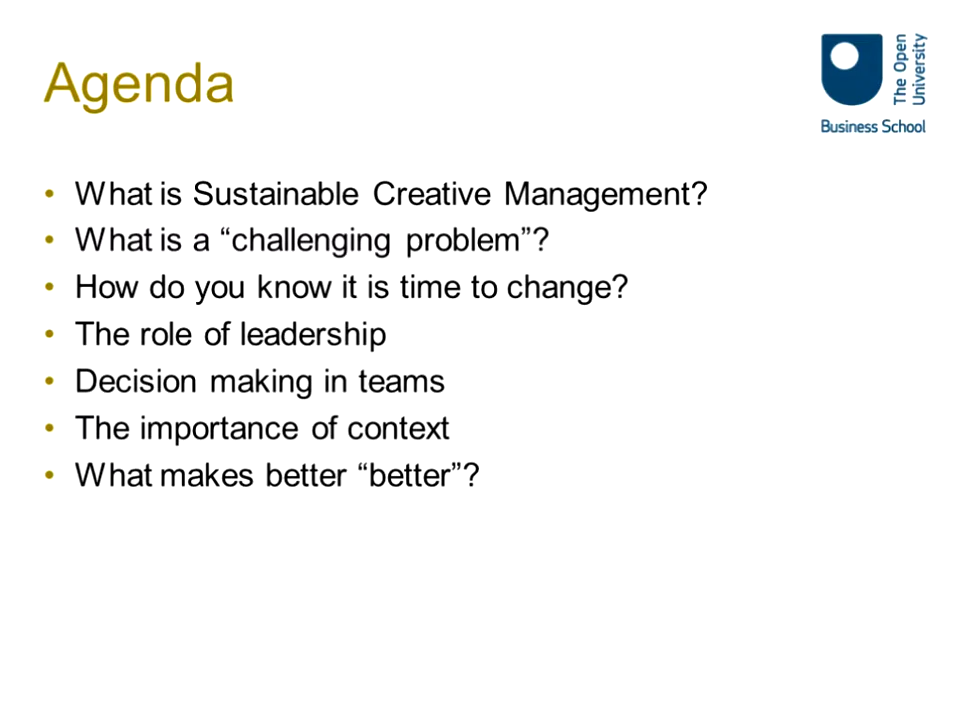 Agenda
The Open
University
Business School
• What is Sustainable Creative Management?
• What is a “challenging problem”?
• How do you know it is time to change?
• The role of leadership
• Decision making in teams
• The importance of context
• What makes better “better”?